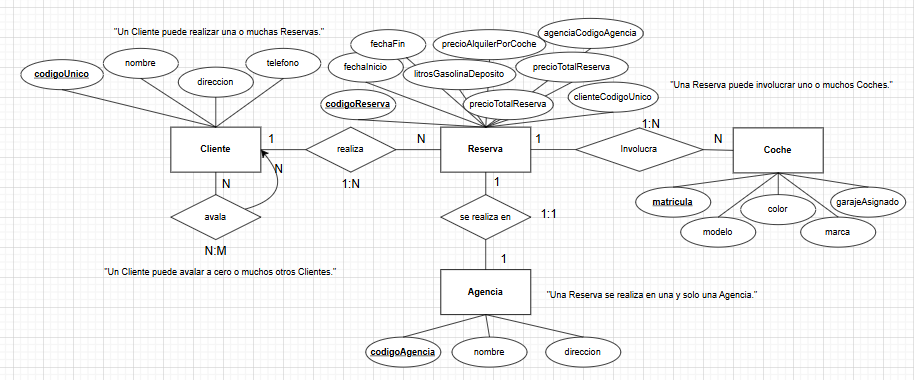 "Un Cliente puede realizar una o muchas Reservas."
codigoUnico
nombre
direccion
telefono
fechaFin
fechaInicio
precioAlquilerPorCoche
litrosGasolinaDeposito
agenciaCodigoAgencia
precioTotalReserva
precioTotalReserva
codigoReserva
clienteCodigoUnico
"Una Reserva puede involucrar uno o muchos Coches."
Cliente
1
realiza
N
1:N
Reserva
1
Involucra
1:N
N
Coche
N
N
avala
N:M
"Un Cliente puede avalar a cero o muchos otros Clientes."
1
se realiza en
1:1
1
matricula
modelo
color
marca
garajeAsignado
Agencia
"Una Reserva se realiza en una y solo una Agencia."
codigoAgencia
nombre
direccion